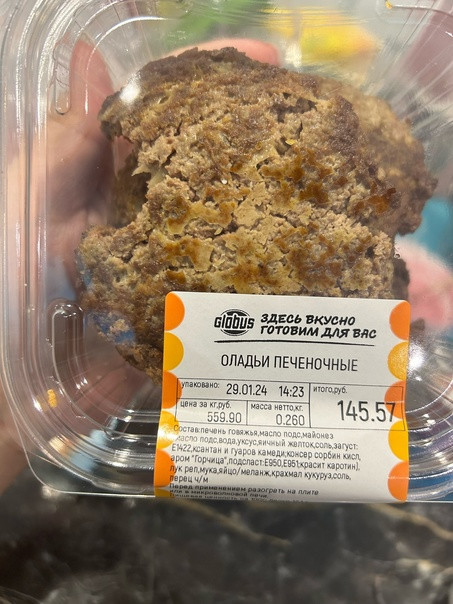 Globus
ЗДЕСЬ ВКУСНО
ГОТОВИМ ДЛЯ ВАС
ОЛАДЬИ ПЕЧЕНОЧНЫЕ
упаковано: 29.01.24 14:23 итого,руб.
цена за кг,руб. масса нетто,кг 145.57
559.90 0.260
Состав:печень говяжья,масло подс,майонез
масло подс,вода,уксус,яичный желток,соль,загуст:
Е1422,ксантан и гуаров камеди,консер сорбин кисл,
аром "Горчица",подсласт:Е950,Е951;красит каротин),
лук реп,мука,яйцо/меланж,крахмал кукуруз,соль,
перец ч/м
Перед применением разогреть на плите
или в микроволновой печи.